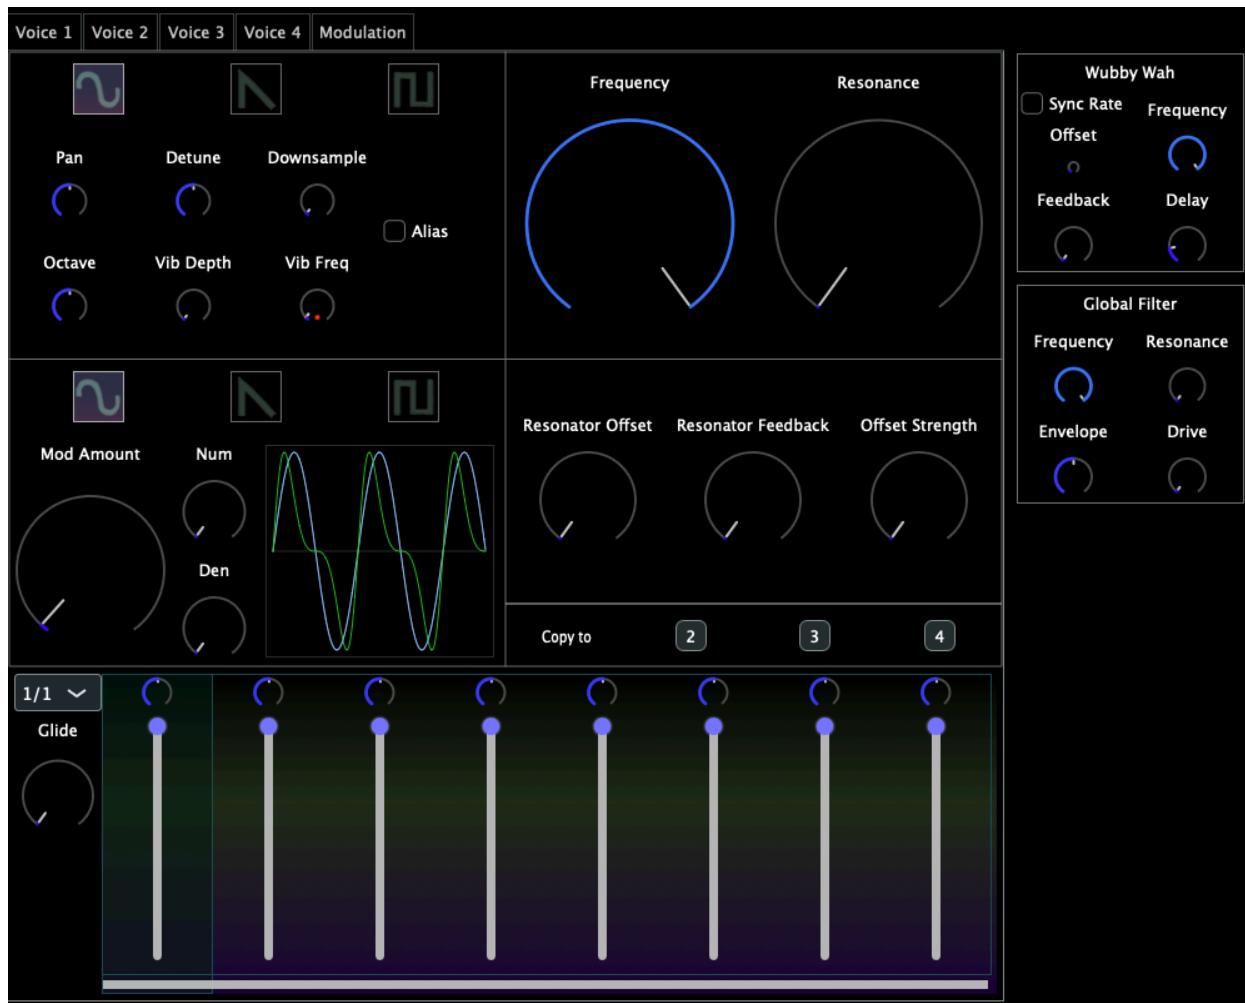 Voice 1 Voice 2 Voice 3 Voice 4 Modulation
Pan Detune Downsample
Alias
Octave Vib Depth Vib Freq
Frequency Resonance
Mod Amount Num
Den
Resonator Offset Resonator Feedback Offset Strength
Copy to 2 3 4
1/1
Glide
Wubby Wah
Sync Rate Frequency
Offset
Feedback Delay
Global Filter
Frequency Resonance
Envelope Drive